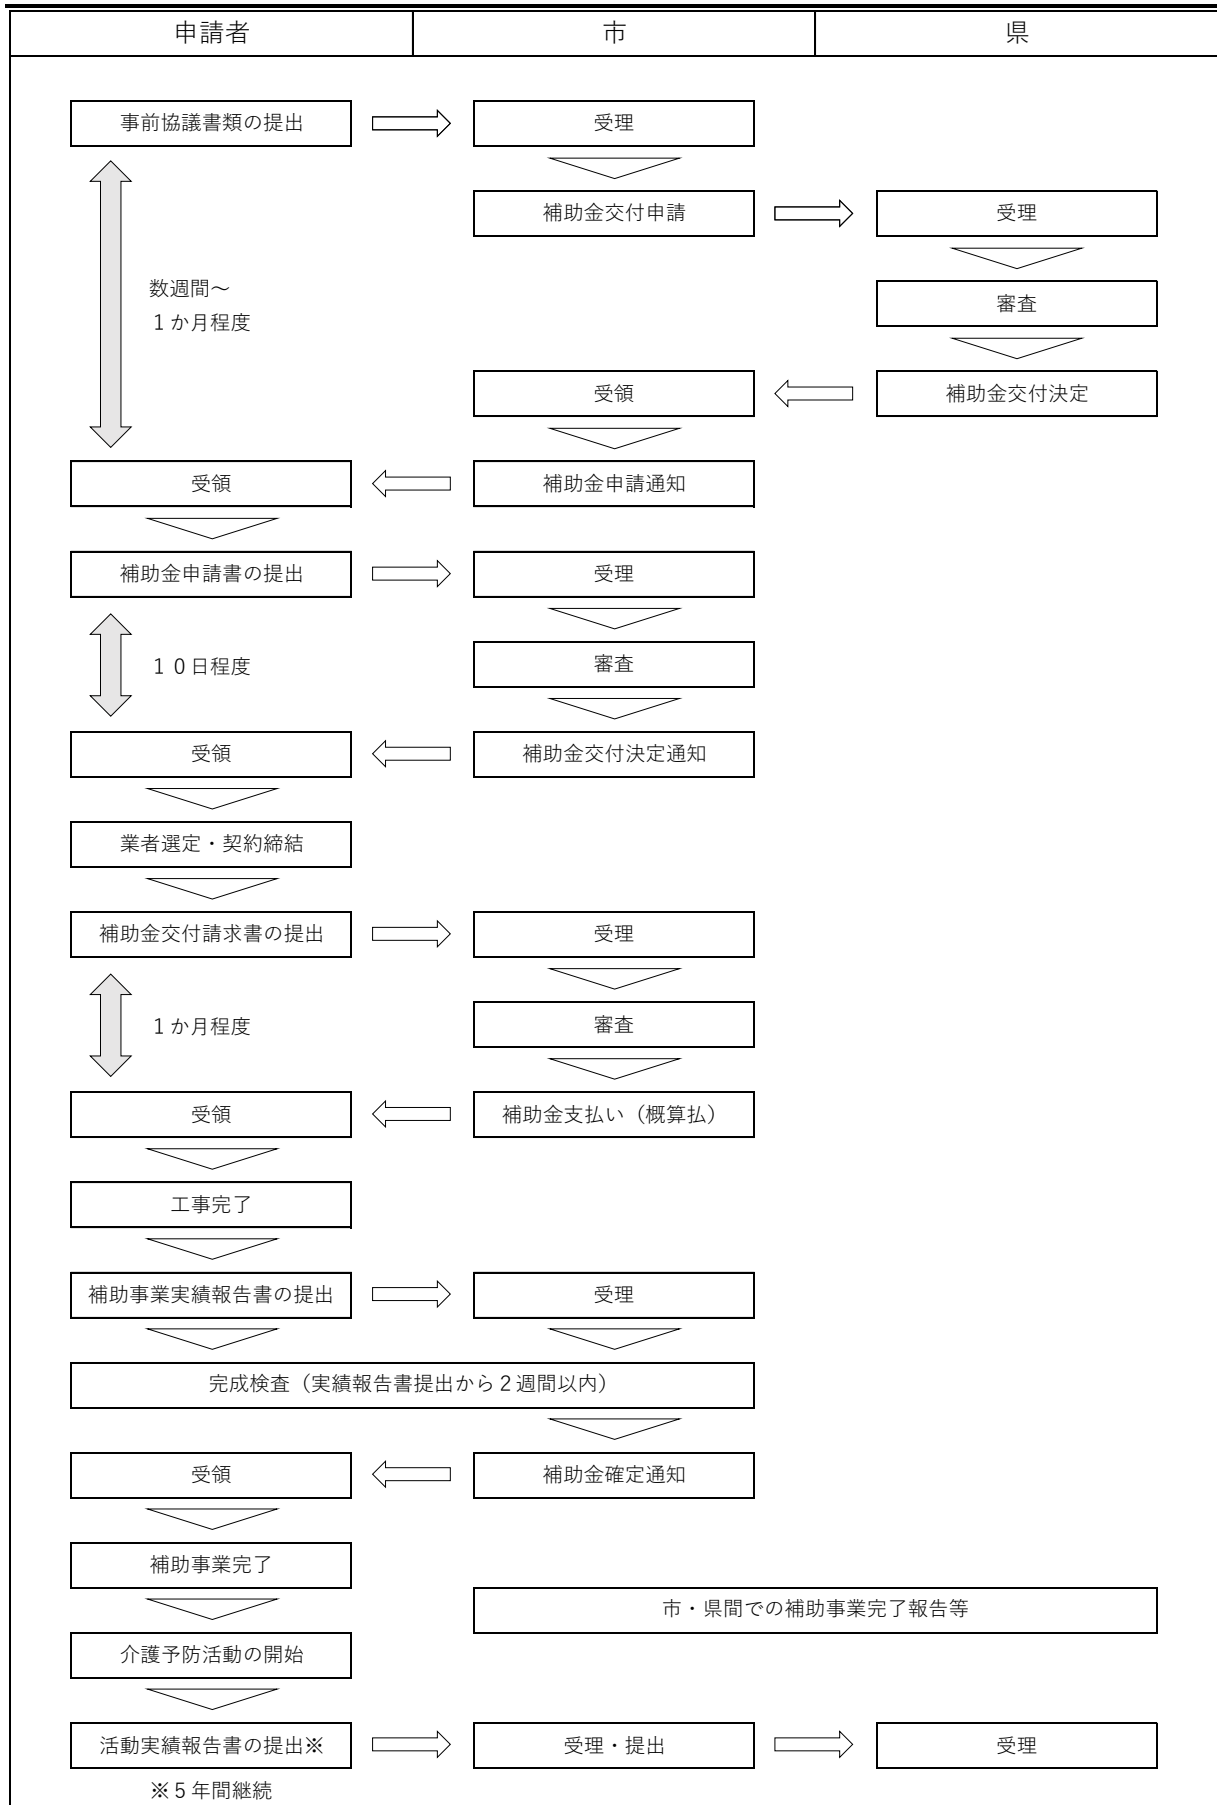 申請者 市 県
事前協議書類の提出 受理
補助金交付申請 受理
数週間～
審査
１か月程度
受領 補助金交付決定
受領 補助金申請通知
補助金申請書の提出 受理
１０日程度 審査
受領 補助金交付決定通知
業者選定・契約締結
補助金交付請求書の提出 受理
１か月程度 審査
受領 補助金支払い（概算払）
工事完了
補助事業実績報告書の提出 受理
完成検査（実績報告書提出から２週間以内）
受領 補助金確定通知
補助事業完了
市・県間での補助事業完了報告等
介護予防活動の開始
活動実績報告書の提出※ 受理・提出 受理
※５年間継続